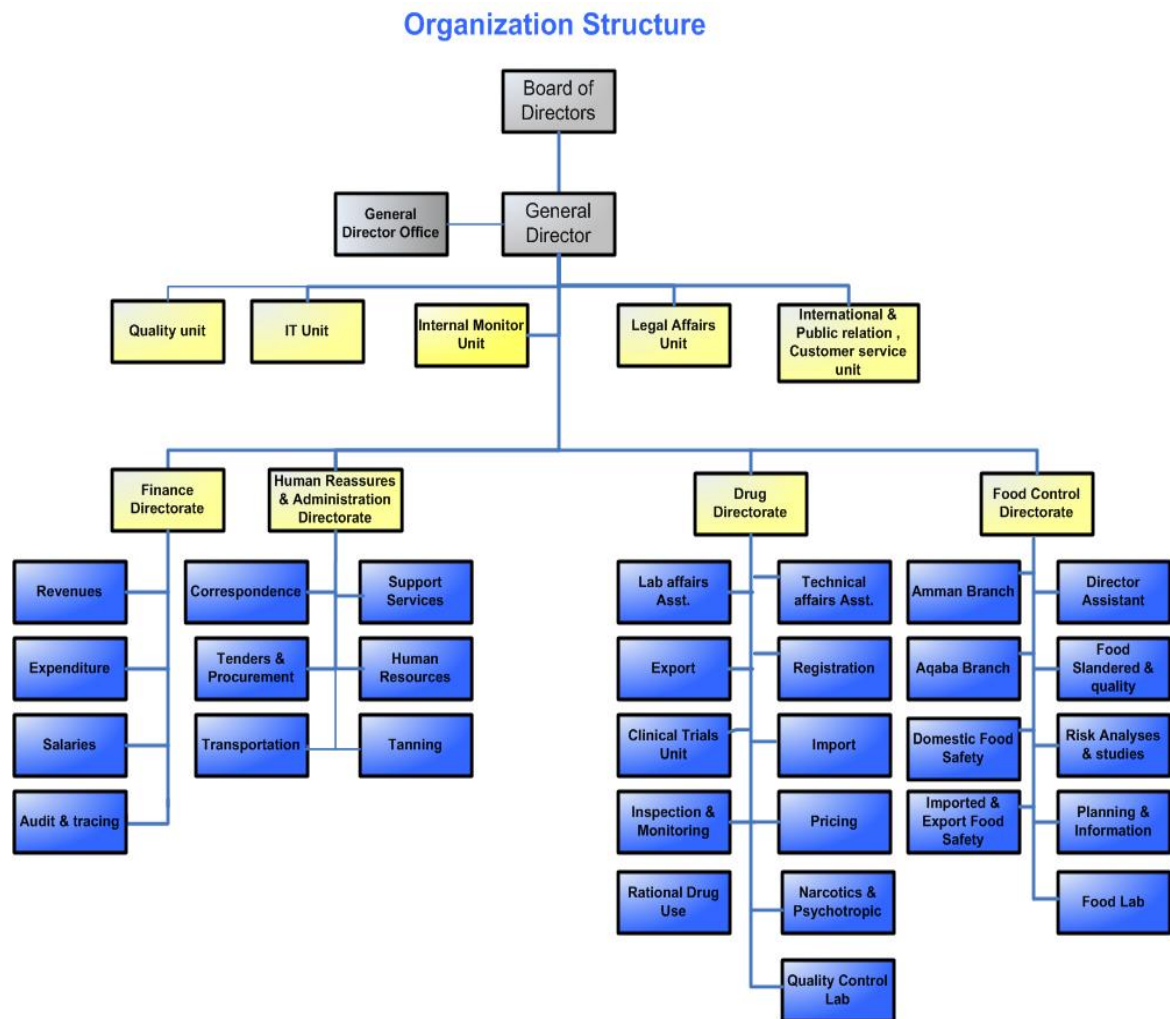 Organization Structure
Board of
Directors
General
Director Office
General
Director
Quality unit
IT Unit
Internal Monitor
Unit
Legal Affairs
Unit
International &
Public relation ,
Customer service
unit
Finance
Directorate
Human Reassures
& Administration
Directorate
Drug
Directorate
Food Control
Directorate
Revenues
Expenditure
Salaries
Audit & tracing
Correspondence
Support
Services
Tenders &
Procurement
Human
Resources
Transportation
Tanning
Lab affairs
Asst.
Technical
affairs Asst.
Export
Registration
Clinical Trials
Unit
Import
Inspection &
Monitoring
Pricing
Rational Drug
Use
Narcotics &
Psychotropic
Quality Control
Lab
Amman Branch
Director
Assistant
Aqaba Branch
Food
Slandered &
quality
Domestic Food
Safety
Risk Analyses
& studies
Imported &
Export Food
Safety
Planning &
Information
Food Lab